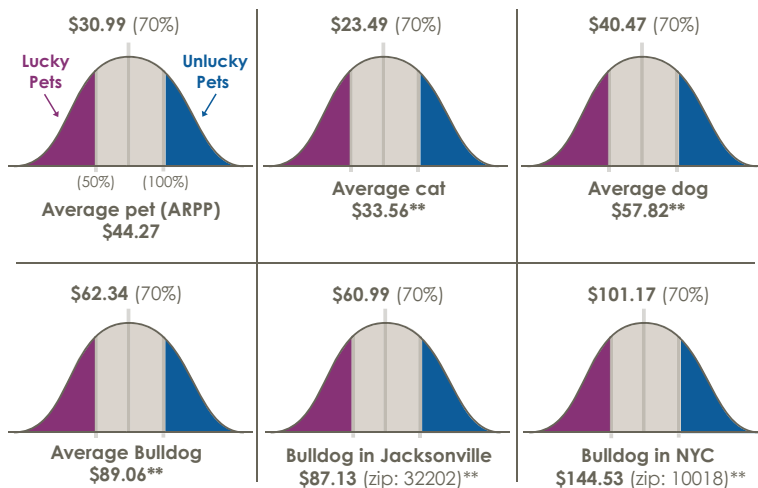 $30.99 (70%)
Lucky
Pets
Unlucky
Pets
(50%)
(100%)
Average pet (ARPP)
$44.27
$23.49 (70%)
Average cat
$33.56**
$40.47 (70%)
Average dog
$57.82**
$62.34 (70%)
Average Bulldog
$89.06**
$60.99 (70%)
Bulldog in Jacksonville
$87.13 (zip: 32202)**
$101.17 (70%)
Bulldog in NYC
$144.53 (zip: 10018)**